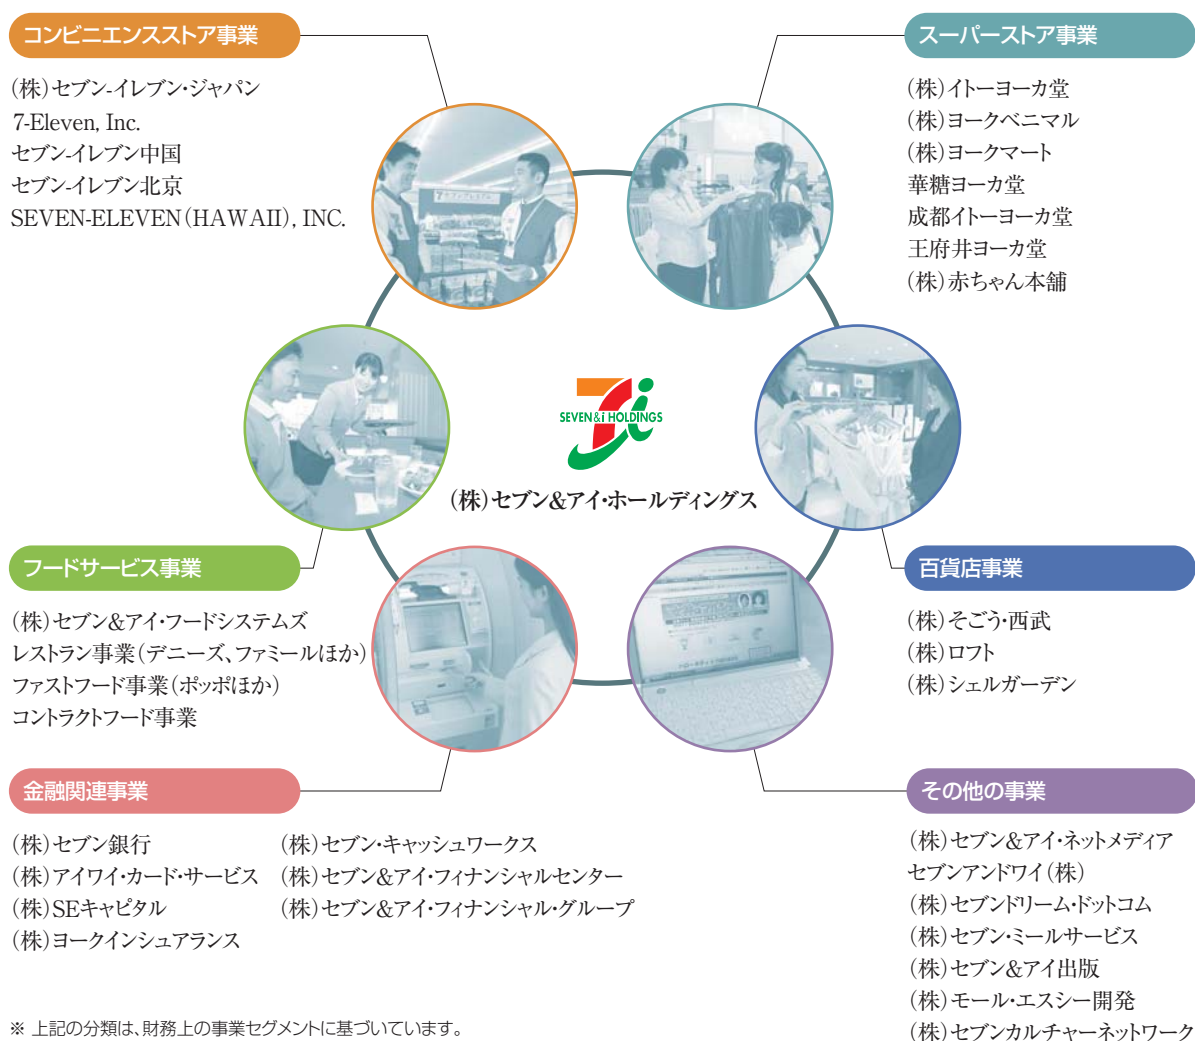 コンビニエンスストア事業
(株)セブン-イレブン・ジャパン
7-Eleven, Inc.
セブン-イレブン中国
セブン-イレブン北京
SEVEN-ELEVEN(HAWAII), INC.
スーパーストア事業
(株)イトーヨーカ堂
(株)ヨークベニマル
(株)ヨークマート
華糖ヨーカ堂
成都イトーヨーカ堂
王府井ヨーカ堂
(株)赤ちゃん本舗
SEVEN&i HOLDINGS
(株)セブン&アイ・ホールディングス
フードサービス事業
(株)セブン&アイ・フードシステムズ
レストラン事業(デニーズ、ファミールほか)
ファストフード事業(ポッポほか)
コントラクトフード事業
百貨店事業
(株)そごう・西武
(株)ロフト
(株)シェルガーデン
金融関連事業
(株)セブン銀行
(株)アイワイ・カード・サービス
(株)SEキャピタル
(株)ヨークインシュアランス
(株)セブン・キャッシュワークス
(株)セブン&アイ・フィナンシャルセンター
(株)セブン&アイ・フィナンシャル・グループ
その他の事業
(株)セブン&アイ・ネットメディア
セブンアンドワイ(株)
(株)セブンドリーム・ドットコム
(株)セブン・ミールサービス
(株)セブン&アイ出版
(株)モール・エスシー開発
(株)セブンカルチャーネットワーク
※ 上記の分類は、財務上の事業セグメントに基づいています。